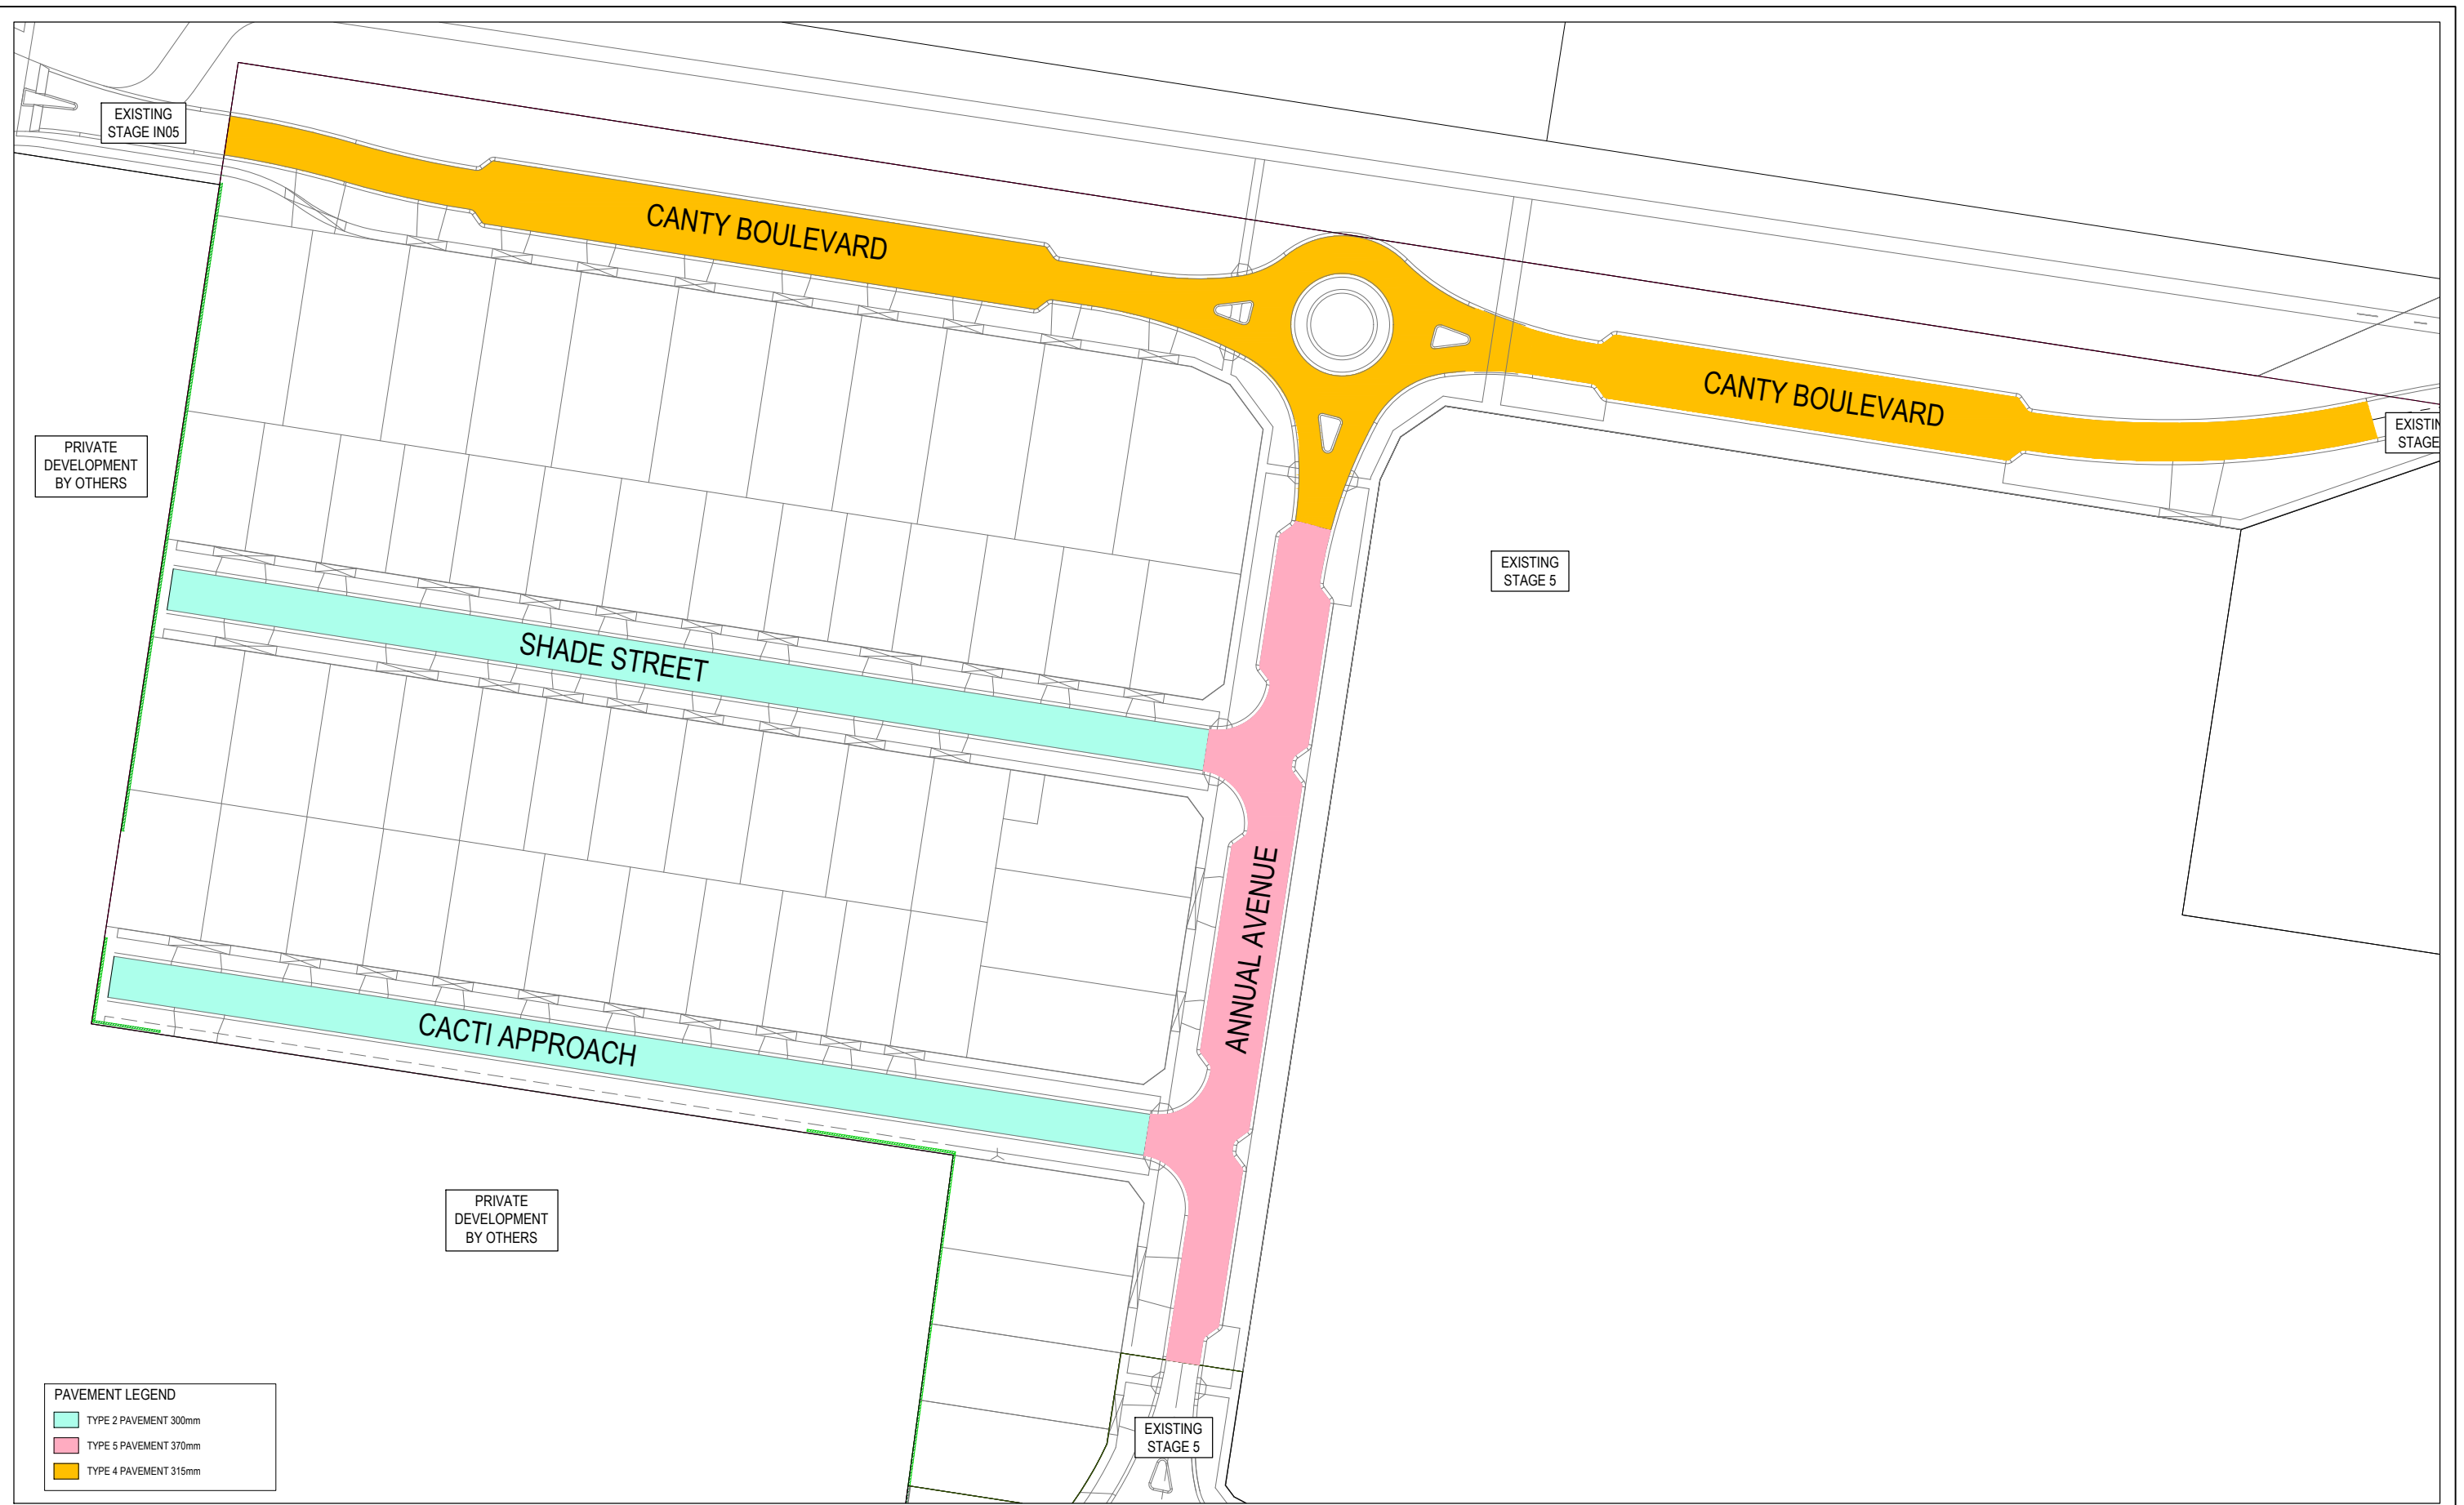 EXISTING
STAGE IN05
CANTY BOULEVARD
CANTY BOULEVARD
EXISTIN
STAGE
PRIVATE
DEVELOPMENT
BY OTHERS
EXISTING
STAGE 5
SHADE STREET
ANNUAL AVENUE
CACTI APPROACH
PRIVATE
DEVELOPMENT
BY OTHERS
EXISTING
STAGE 5
PAVEMENT LEGEND
TYPE 2 PAVEMENT 300mm
TYPE 5 PAVEMENT 370mm
TYPE 4 PAVEMENT 315mm